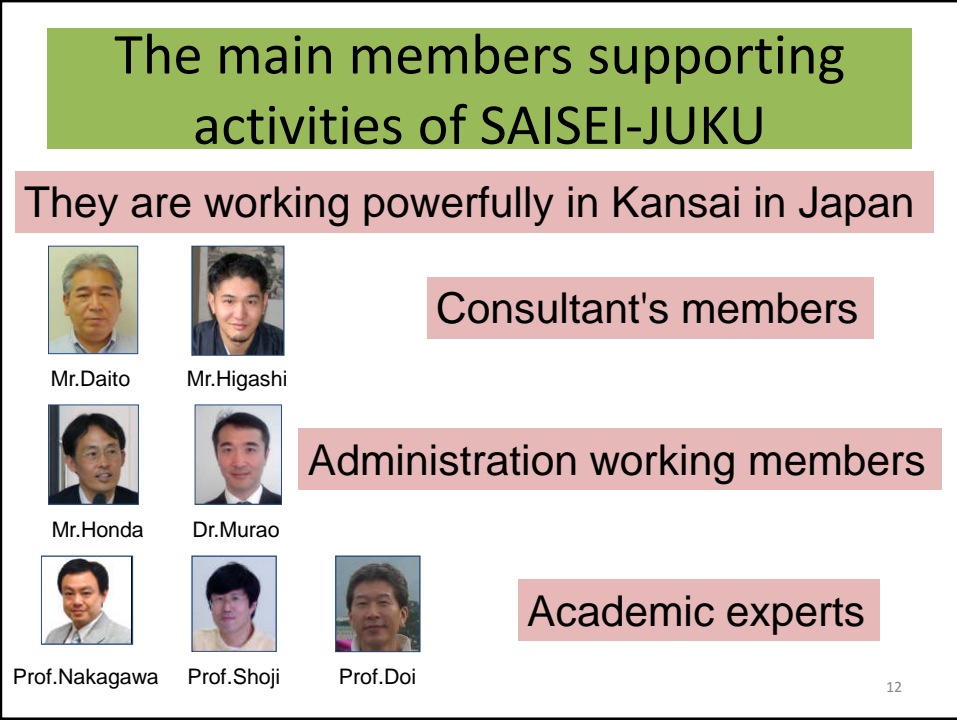 The main members supporting
activities of SAISEI-JUKU
They are working powerfully in Kansai in Japan
Consultant's members
Mr.Daito Mr.Higashi
Administration working members
Mr.Honda Dr.Murao
Academic experts
Prof.Nakagawa Prof.Shoji Prof.Doi
12